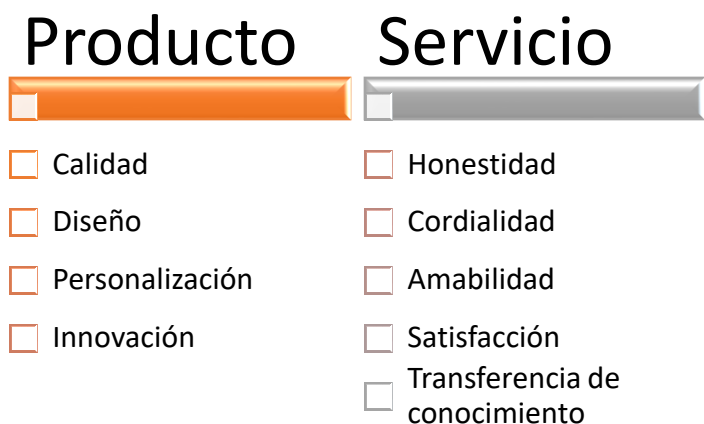 Producto
Calidad
Diseño
Personalización
Innovación
Servicio
Honestidad
Cordialidad
Amabilidad
Satisfacción
Transferencia de
conocimiento